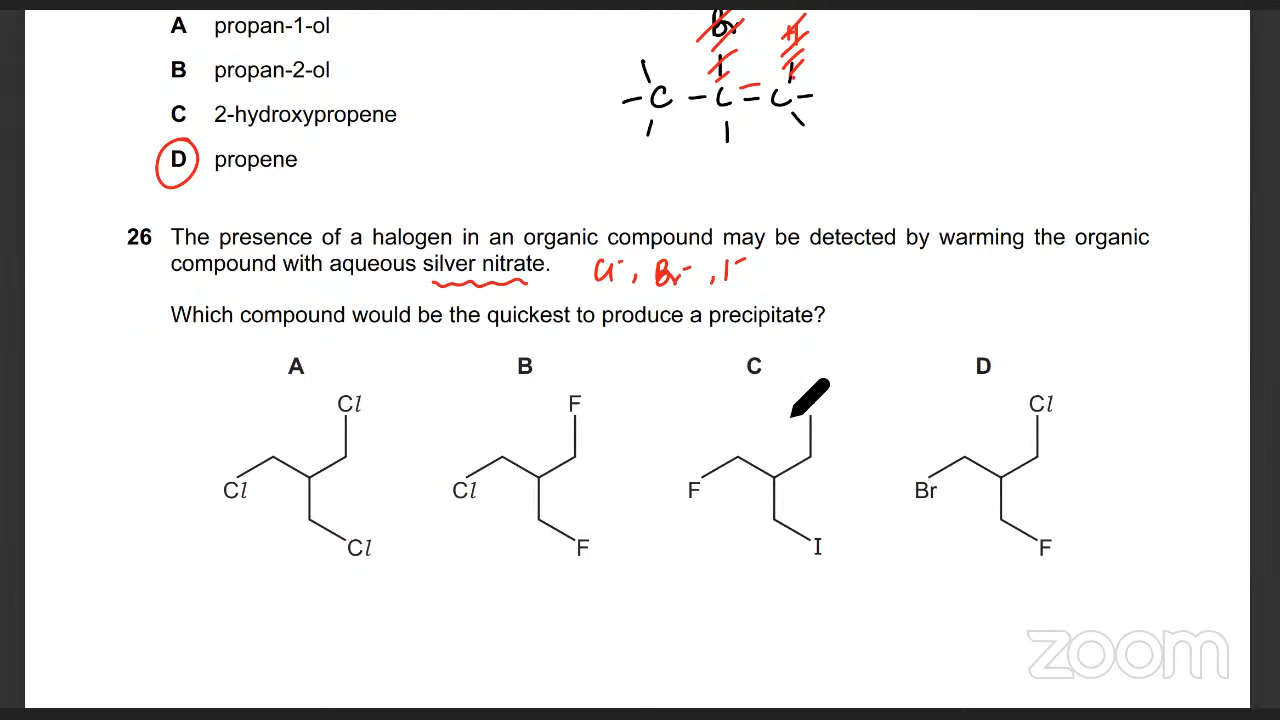 A propan-1-ol
Br H
B propan-2-ol
C C C
C 2-hydroxypropene
D propene
26 The presence of a halogen in an organic compound may be detected by warming the organic
compound with aqueous silver nitrate. Cl⁻, Br⁻, I⁻
Which compound would be the quickest to produce a precipitate?
A B C D
Cl F Cl
Cl Cl F Br
Cl F I F
zoom